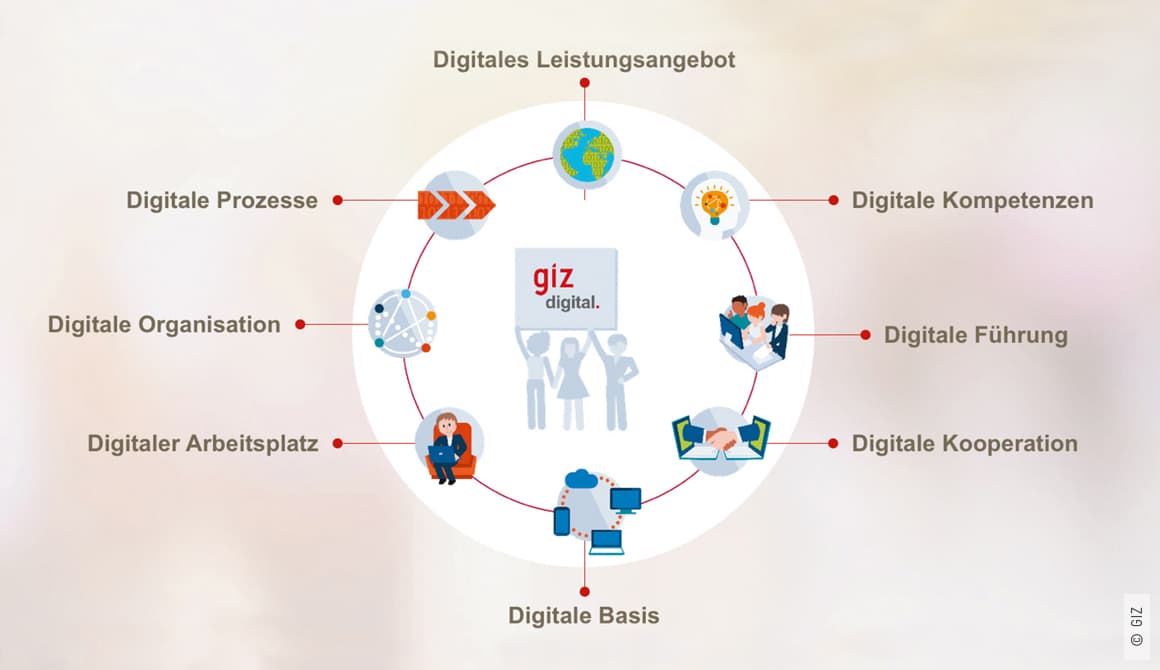 Digitales Leistungsangebot
Digitale Prozesse
Digitale Kompetenzen
giz
digital.
Digitale Organisation
Digitale Führung
Digitaler Arbeitsplatz
Digitale Kooperation
Digitale Basis
© GIZ